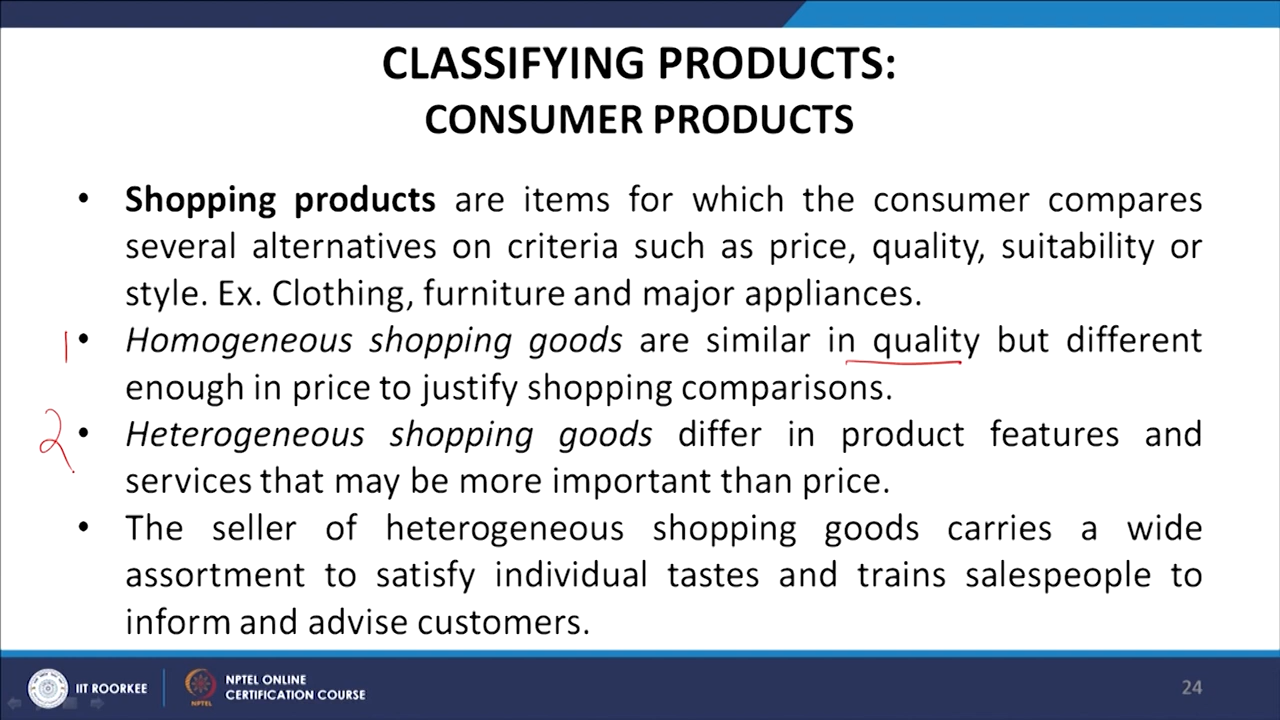 CLASSIFYING PRODUCTS:
CONSUMER PRODUCTS
• Shopping products are items for which the consumer compares
several alternatives on criteria such as price, quality, suitability or
style. Ex. Clothing, furniture and major appliances.
1 • Homogeneous shopping goods are similar in quality but different
enough in price to justify shopping comparisons.
2 • Heterogeneous shopping goods differ in product features and
services that may be more important than price.
• The seller of heterogeneous shopping goods carries a wide
assortment to satisfy individual tastes and trains salespeople to
inform and advise customers.
IIT ROORKEE
NPTEL
NPTEL ONLINE
CERTIFICATION COURSE
24